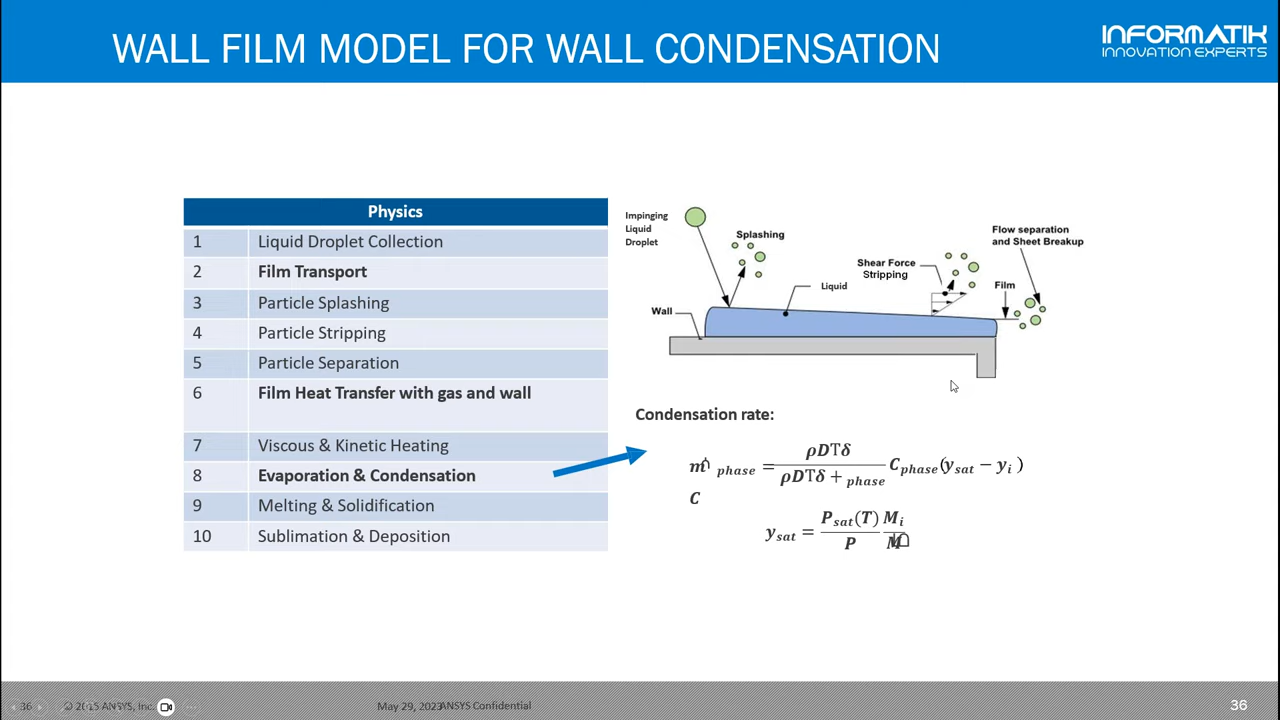 WALL FILM MODEL FOR WALL CONDENSATION
INFORMATIK
INNOVATION EXPERTS
Physics
1 Liquid Droplet Collection
2 Film Transport
3 Particle Splashing
4 Particle Stripping
5 Particle Separation
6 Film Heat Transfer with gas and wall
7 Viscous & Kinetic Heating
8 Evaporation & Condensation
9 Melting & Solidification
10 Sublimation & Deposition
Impinging
Liquid
Droplet
Splashing
Liquid
Wall
Shear Force
Stripping
Film
Flow separation
and Sheet Breakup
Condensation rate:
ṁ phase = ρDTδ / ρDTδ + phase C phase (y sat − y i )
C
y sat = P sat (T) / P M i / M
36
© 2015 ANSYS, Inc.
May 29, 2023
ANSYS Confidential
36